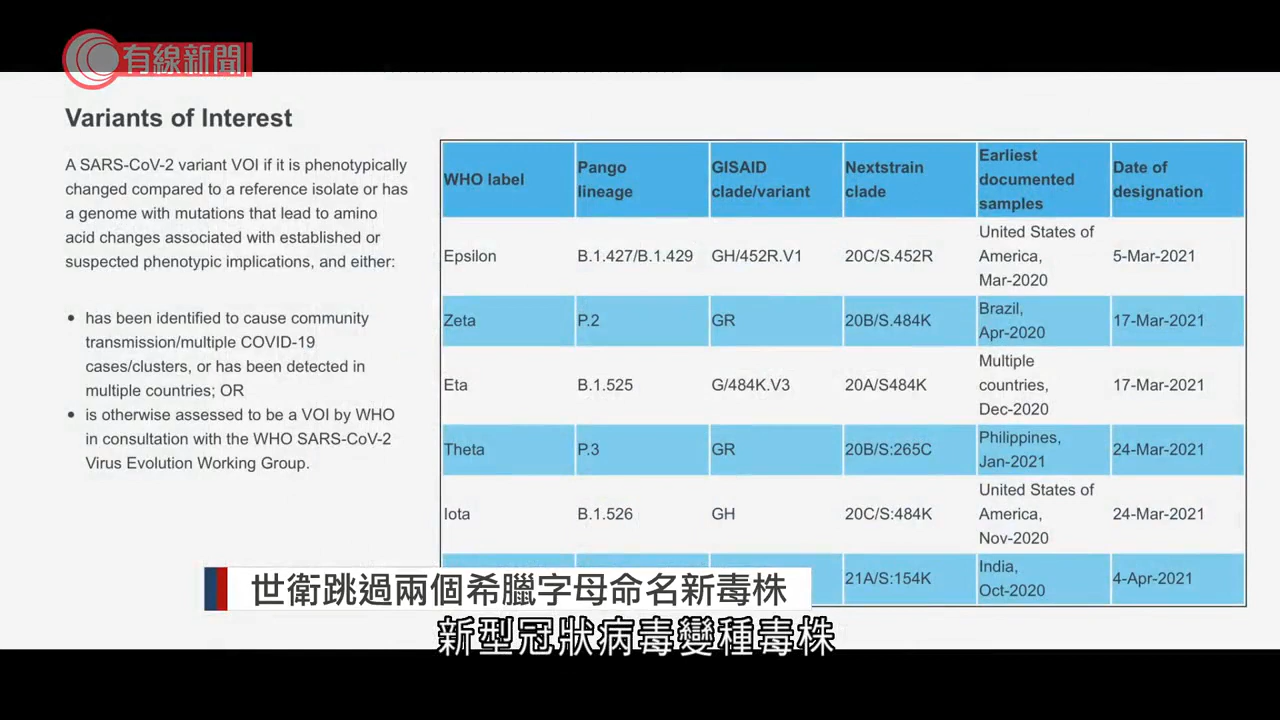 有線新聞
Variants of Interest
A SARS-CoV-2 variant VOI if it is phenotypically
changed compared to a reference isolate or has
a genome with mutations that lead to amino
acid changes associated with established or
suspected phenotypic implications, and either:
• has been identified to cause community
transmission/multiple COVID-19
cases/clusters, or has been detected in
multiple countries; OR
• is otherwise assessed to be a VOI by WHO
in consultation with the WHO SARS-CoV-2
Virus Evolution Working Group.
WHO label Pango lineage GISAID clade/variant Nextstrain clade Earliest documented samples Date of designation
Epsilon B.1.427/B.1.429 GH/452R.V1 20C/S.452R United States of America, Mar-2020 5-Mar-2021
Zeta P.2 GR 20B/S.484K Brazil, Apr-2020 17-Mar-2021
Eta B.1.525 G/484K.V3 20A/S484K Multiple countries, Dec-2020 17-Mar-2021
Theta P.3 GR 20B/S:265C Philippines, Jan-2021 24-Mar-2021
Iota B.1.526 GH 20C/S:484K United States of America, Nov-2020 24-Mar-2021
21A/S:154K India, Oct-2020 4-Apr-2021
世衛跳過兩個希臘字母命名新毒株
新型冠狀病毒變種毒株